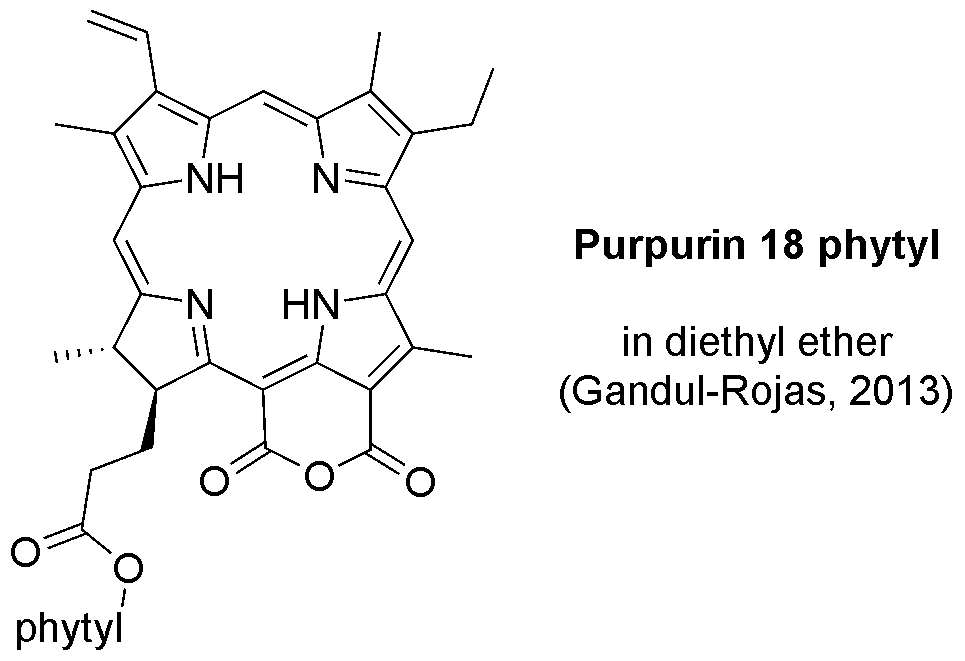 NH
N
N
HN
O
O
O
O
O
phytyl
Purpurin 18 phytyl
in diethyl ether
(Gandul-Rojas, 2013)